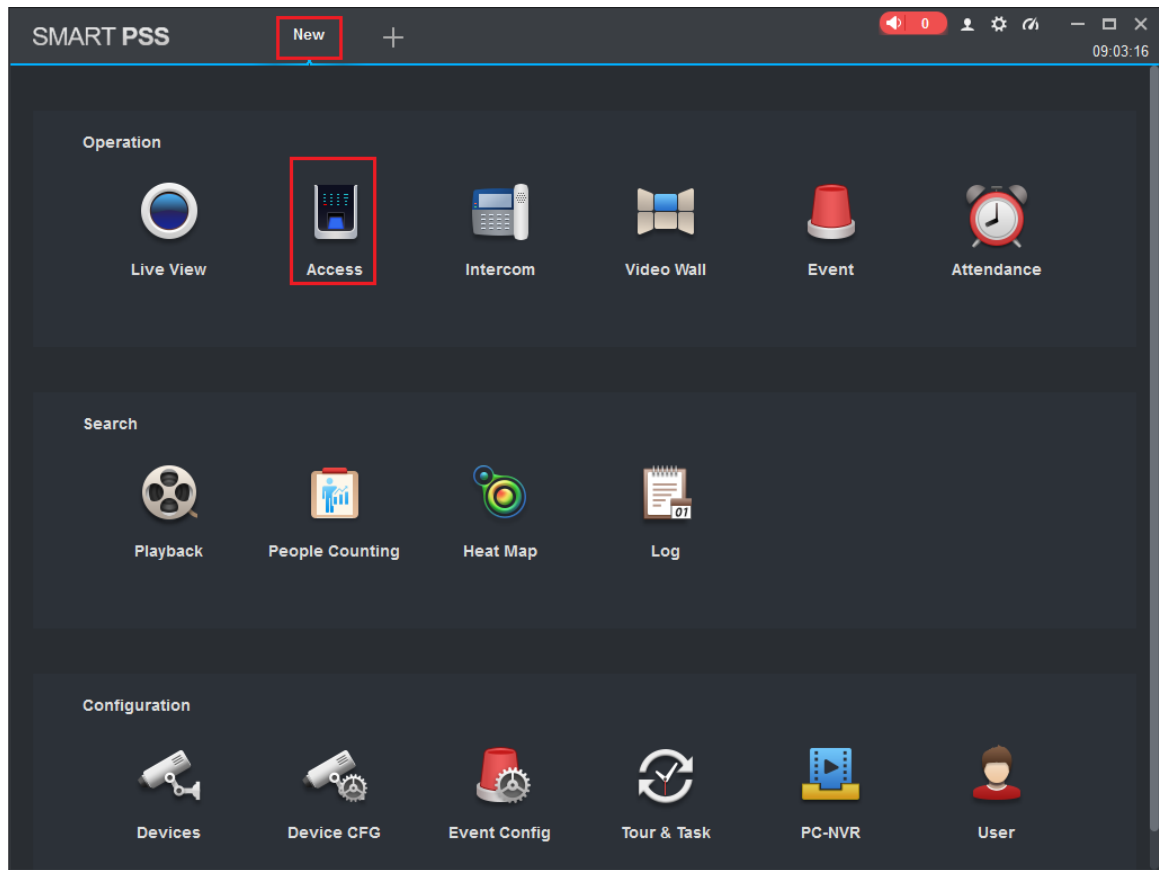 SMART PSS New + 0
09:03:16
Operation
Live View Access Intercom Video Wall Event Attendance
Search
01
Playback People Counting Heat Map Log
Configuration
Devices Device CFG Event Config Tour & Task PC-NVR User